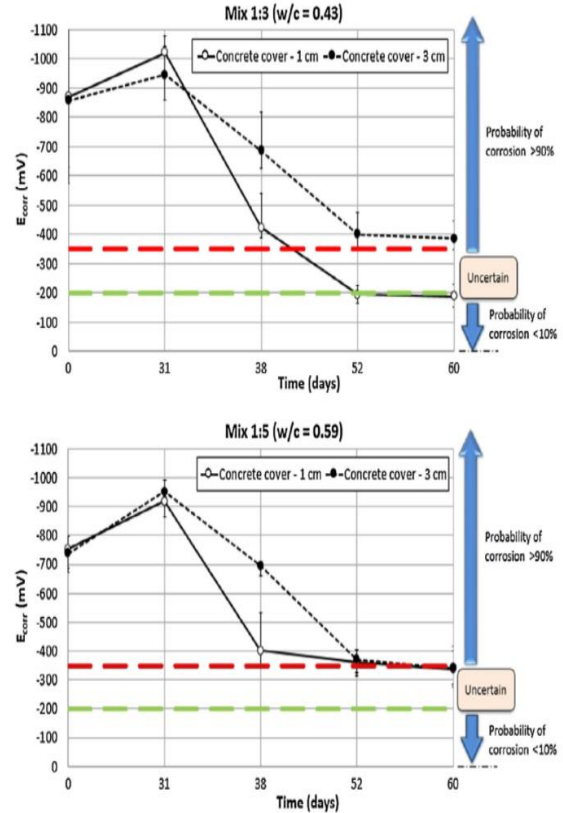 Mix 1:3 (w/c = 0.43)
-1100
-1000
-900
-800
-700
-600
-500
-400
-300
-200
-100
0
E_corr (mV)
Concrete cover - 1 cm
Concrete cover - 3 cm
Probability of
corrosion >90%
Uncertain
Probability of
corrosion <10%
0 31 38 52 60
Time (days)
Mix 1:5 (w/c = 0.59)
-1100
-1000
-900
-800
-700
-600
-500
-400
-300
-200
-100
0
E_corr (mV)
Concrete cover - 1 cm
Concrete cover - 3 cm
Probability of
corrosion >90%
Uncertain
Probability of
corrosion <10%
0 31 38 52 60
Time (days)